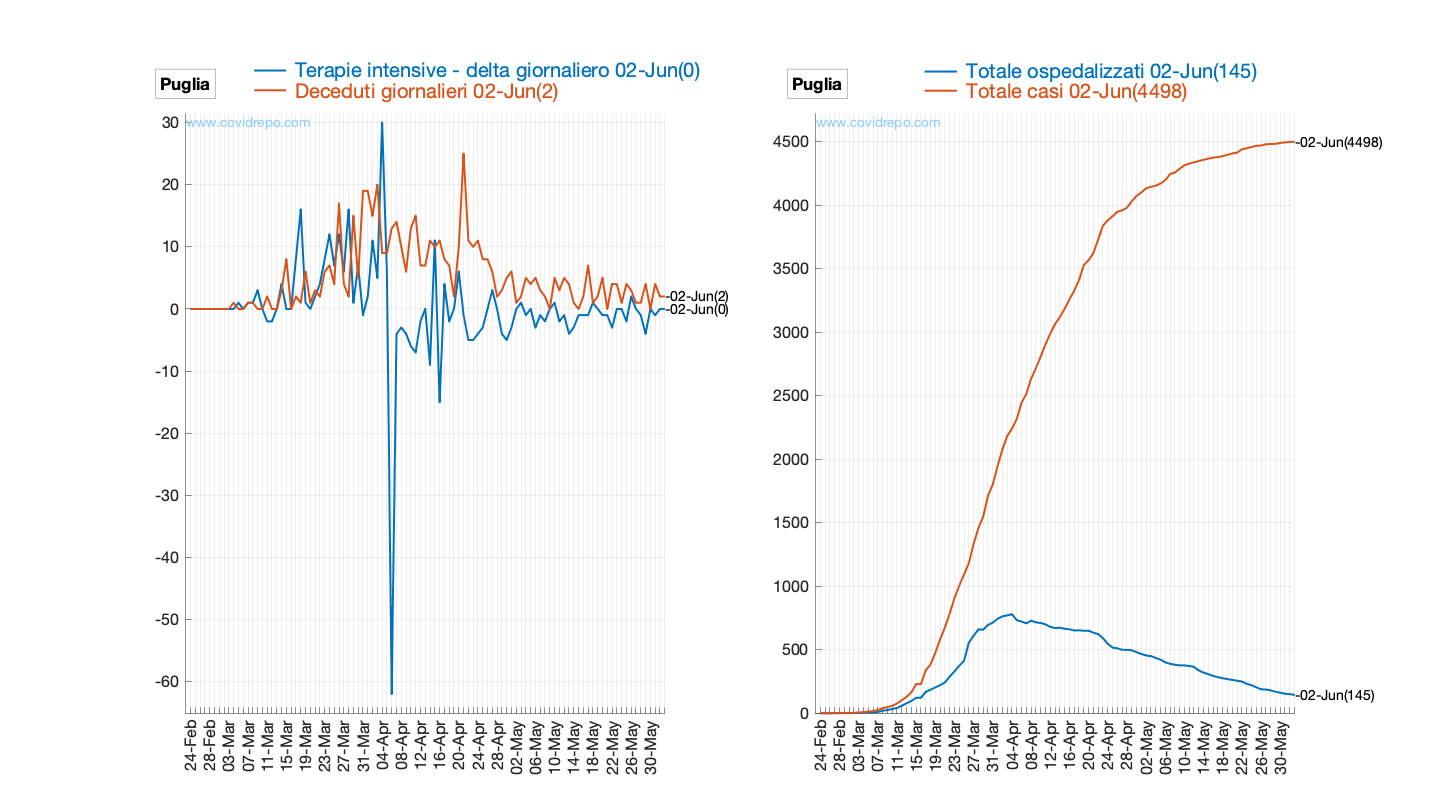 Puglia
Terapie intensive - delta giornaliero 02-Jun(0)
Deceduti giornalieri 02-Jun(2)
www.covidrepo.com
30
20
10
0
-10
-20
-30
-40
-50
-60
-02-Jun(2)
-02-Jun(0)
24-Feb
28-Feb
03-Mar
07-Mar
11-Mar
15-Mar
19-Mar
23-Mar
27-Mar
31-Mar
04-Apr
08-Apr
12-Apr
16-Apr
20-Apr
24-Apr
28-Apr
02-May
06-May
10-May
14-May
18-May
22-May
26-May
30-May
Puglia
Totale ospedalizzati 02-Jun(145)
Totale casi 02-Jun(4498)
www.covidrepo.com
4500
4000
3500
3000
2500
2000
1500
1000
500
0
-02-Jun(4498)
-02-Jun(145)
24-Feb
28-Feb
03-Mar
07-Mar
11-Mar
15-Mar
19-Mar
23-Mar
27-Mar
31-Mar
04-Apr
08-Apr
12-Apr
16-Apr
20-Apr
24-Apr
28-Apr
02-May
06-May
10-May
14-May
18-May
22-May
26-May
30-May